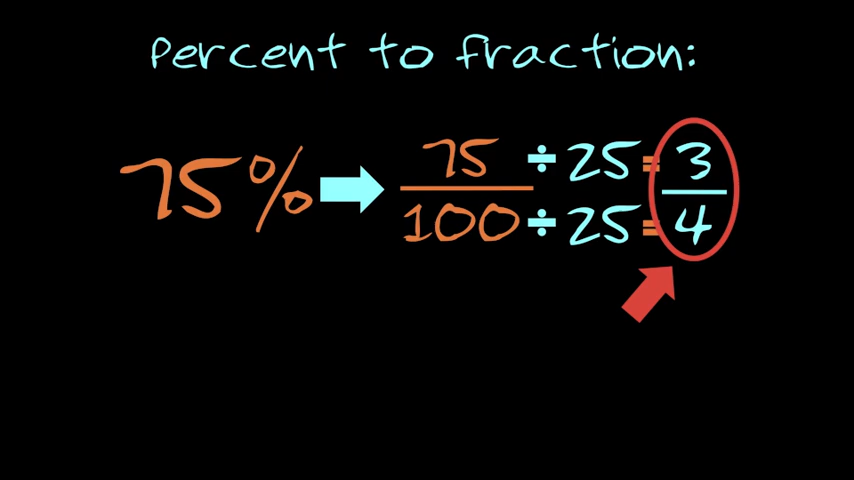 Percent to fraction:
75% 75 ÷ 25 = 3
100 ÷ 25 = 4